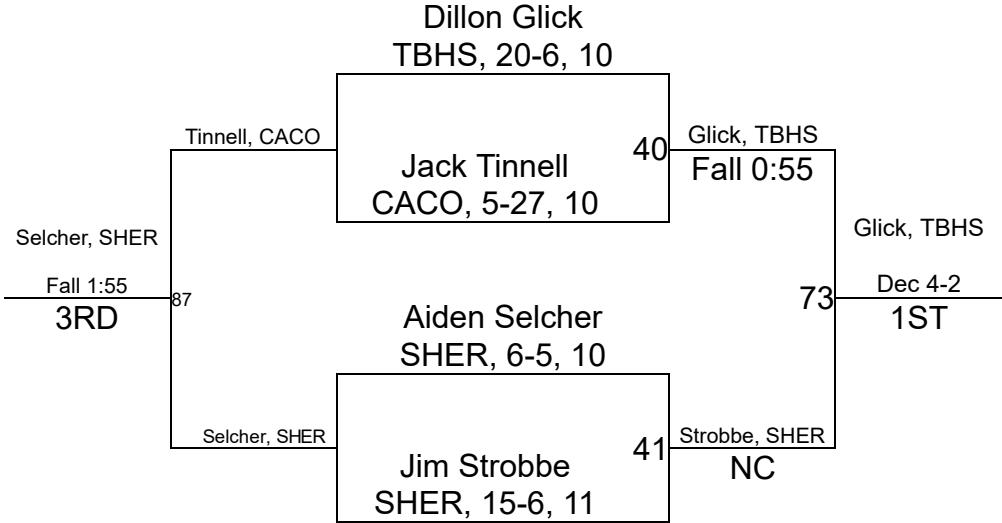 Dillon Glick
TBHS, 20-6, 10
Tinnell, CACO
Jack Tinnell
CACO, 5-27, 10
40
Glick, TBHS
Fall 0:55
Selcher, SHER
Fall 1:55
3RD
87
Glick, TBHS
73
Dec 4-2
1ST
Aiden Selcher
SHER, 6-5, 10
Selcher, SHER
Jim Strobbe
SHER, 15-6, 11
41
Strobbe, SHER
NC